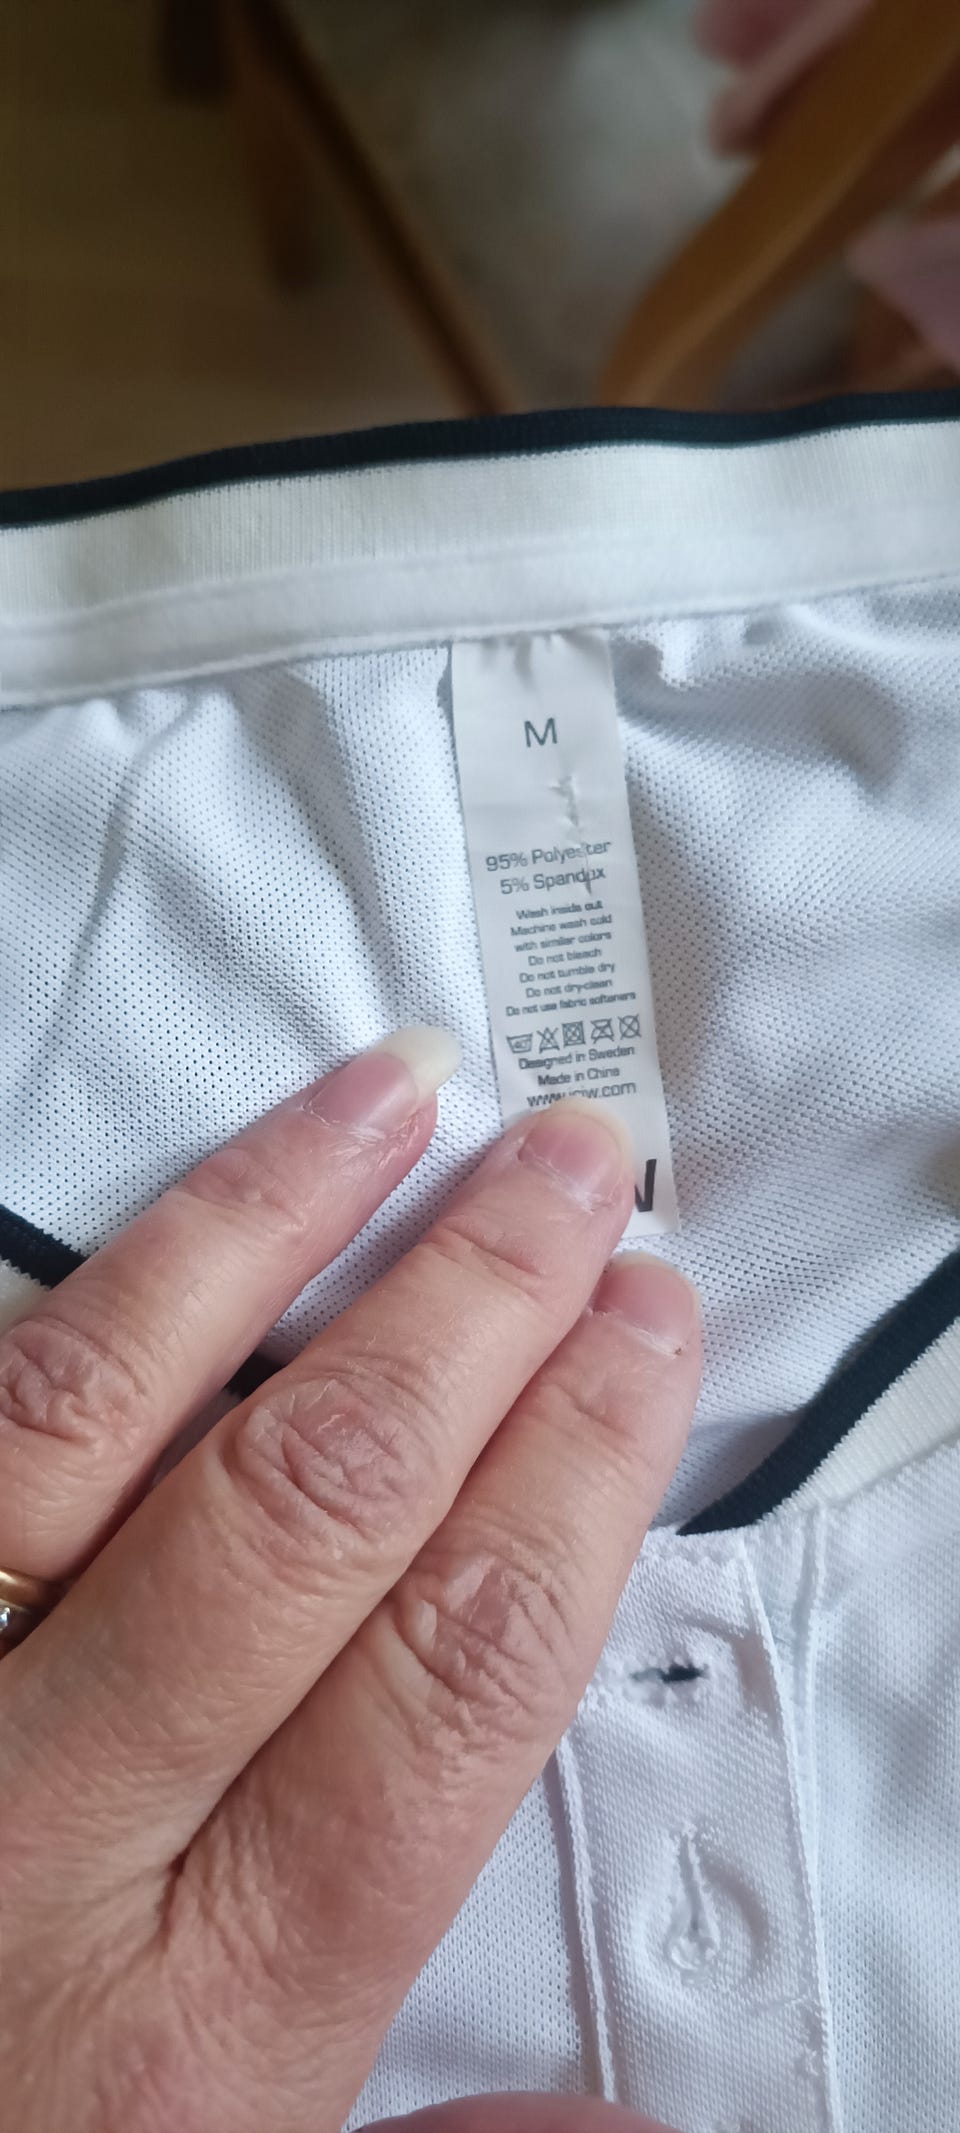 M
95% Polyester
5% Spandex
Wash inside out
Machine wash cold
with similar colors
Do not bleach
Do not tumble dry
Do not dry-clean
Do not use fabric softeners
Designed in Sweden
Made in China